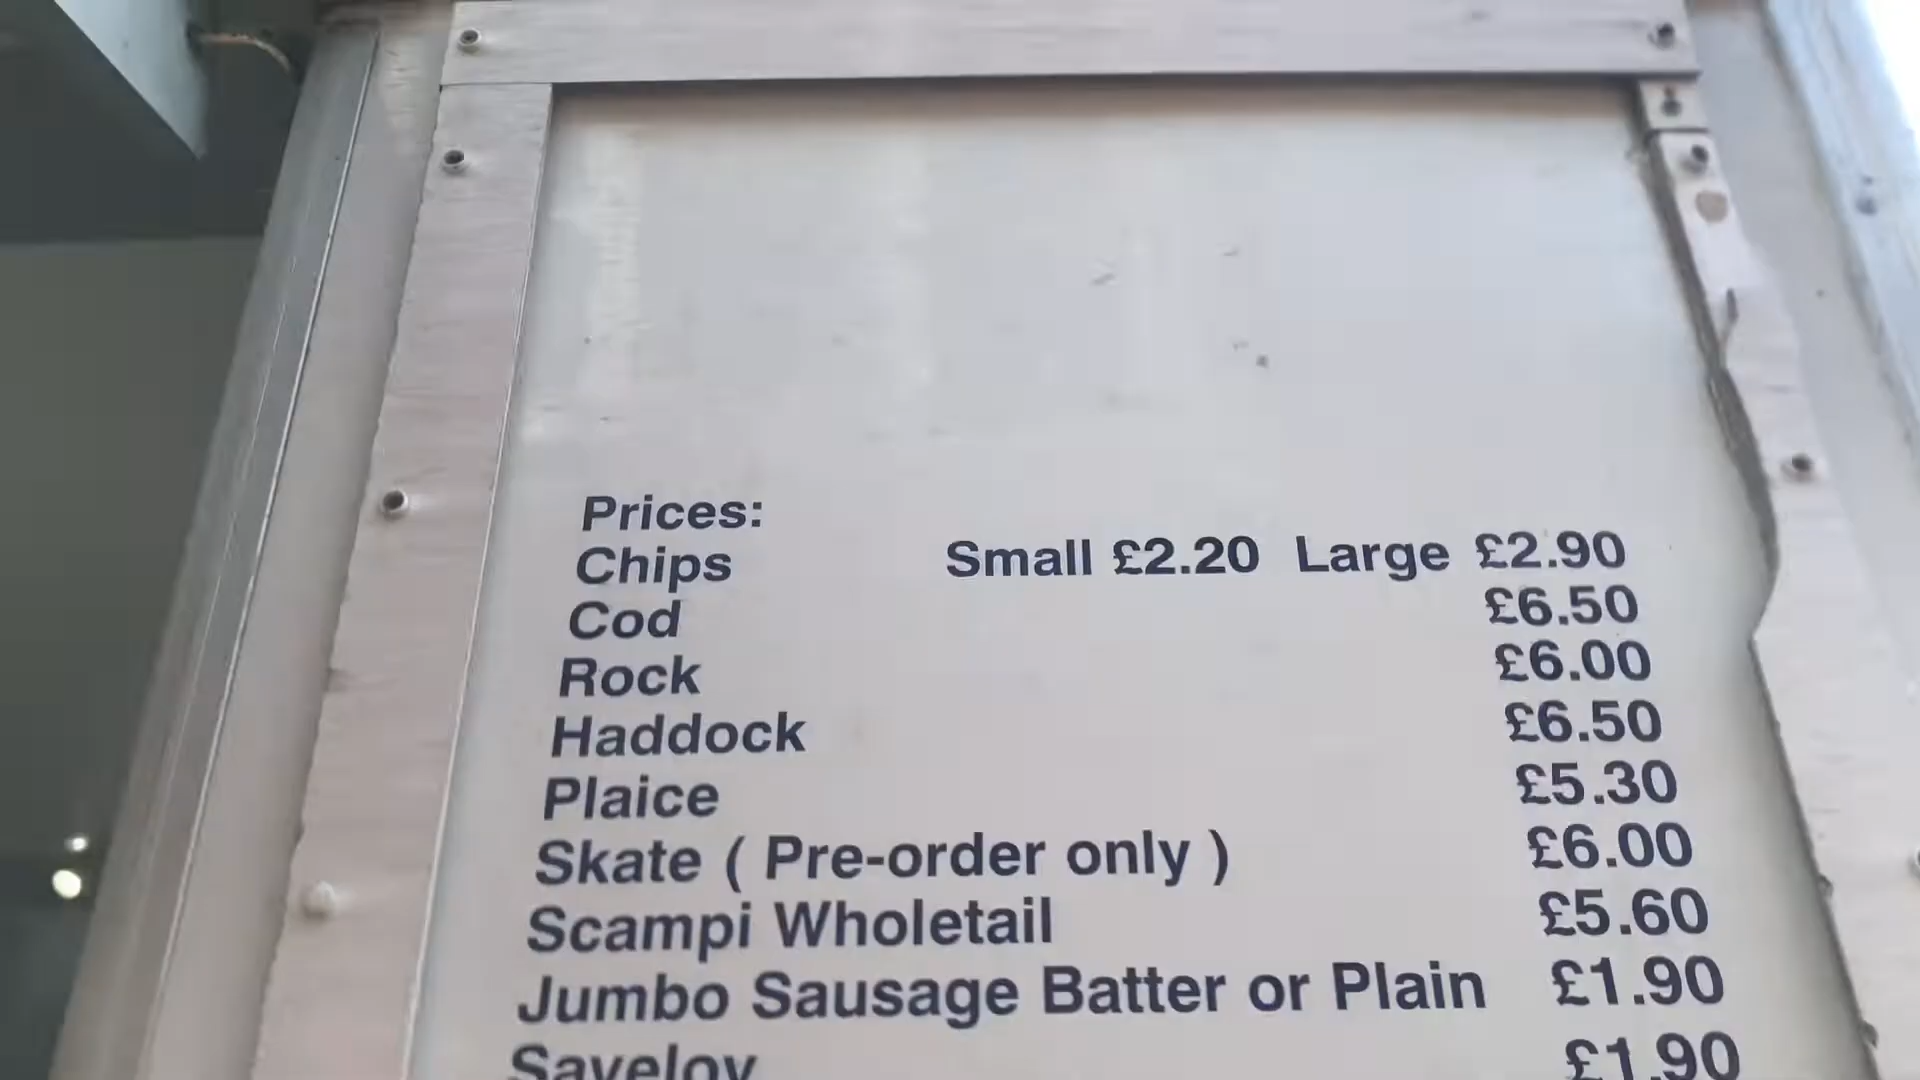 Prices:
Chips Small £2.20 Large £2.90
Cod £6.50
Rock £6.00
Haddock £6.50
Plaice £5.30
Skate ( Pre-order only ) £6.00
Scampi Wholetail £5.60
Jumbo Sausage Batter or Plain £1.90
Saveloy £1.90